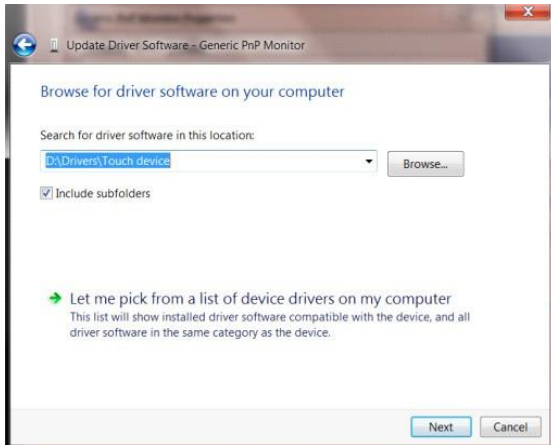 Update Driver Software - Generic PnP Monitor
Browse for driver software on your computer
Search for driver software in this location:
D:\Drivers\Touch device
Browse...
Include subfolders
Let me pick from a list of device drivers on my computer
This list will show installed driver software compatible with the device, and all
driver software in the same category as the device.
Next
Cancel